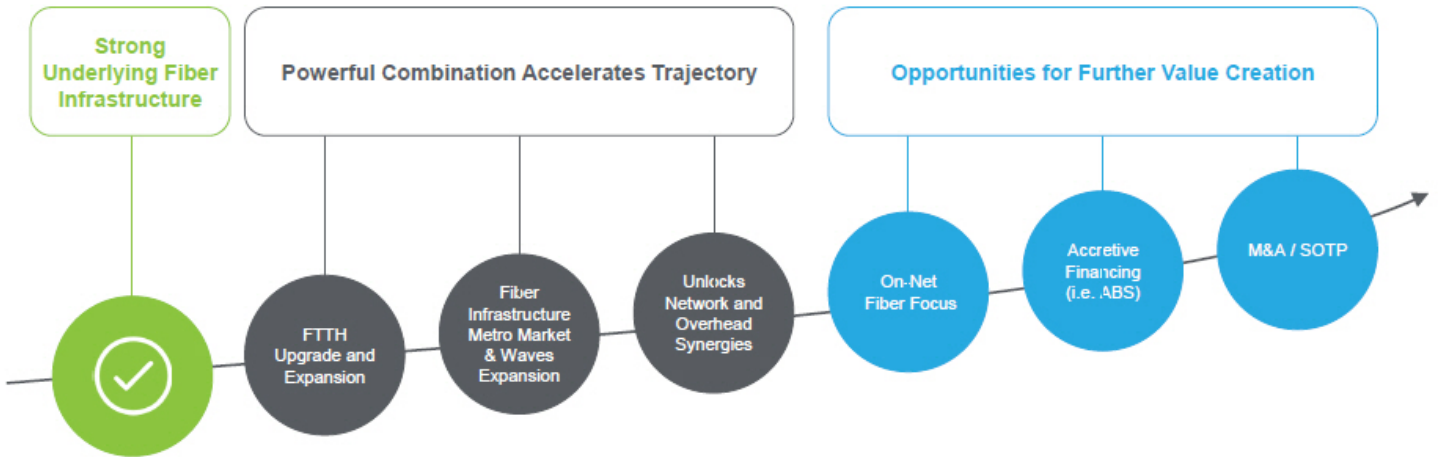 Strong
Underlying Fiber
Infrastructure
Powerful Combination Accelerates Trajectory
Opportunities for Further Value Creation
FTTH
Upgrade and
Expansion
Fiber
Infrastructure
Metro Market
& Waves
Expansion
Unlocks
Network and
Overhead
Synergies
On-Net
Fiber Focus
Accretive
Financing
(i.e. ABS)
M&A / SOTP